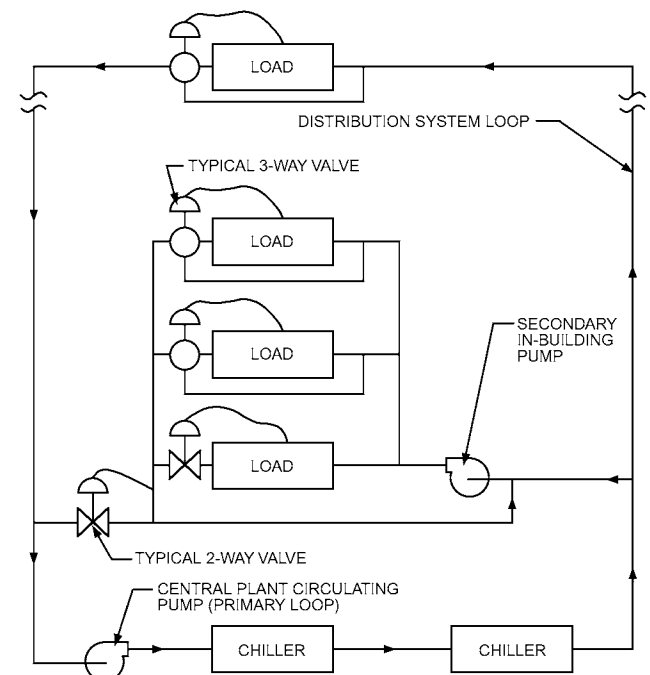 LOAD
DISTRIBUTION SYSTEM LOOP
TYPICAL 3-WAY VALVE
LOAD
SECONDARY
IN-BUILDING
PUMP
LOAD
LOAD
TYPICAL 2-WAY VALVE
CENTRAL PLANT CIRCULATING
PUMP (PRIMARY LOOP)
CHILLER
CHILLER